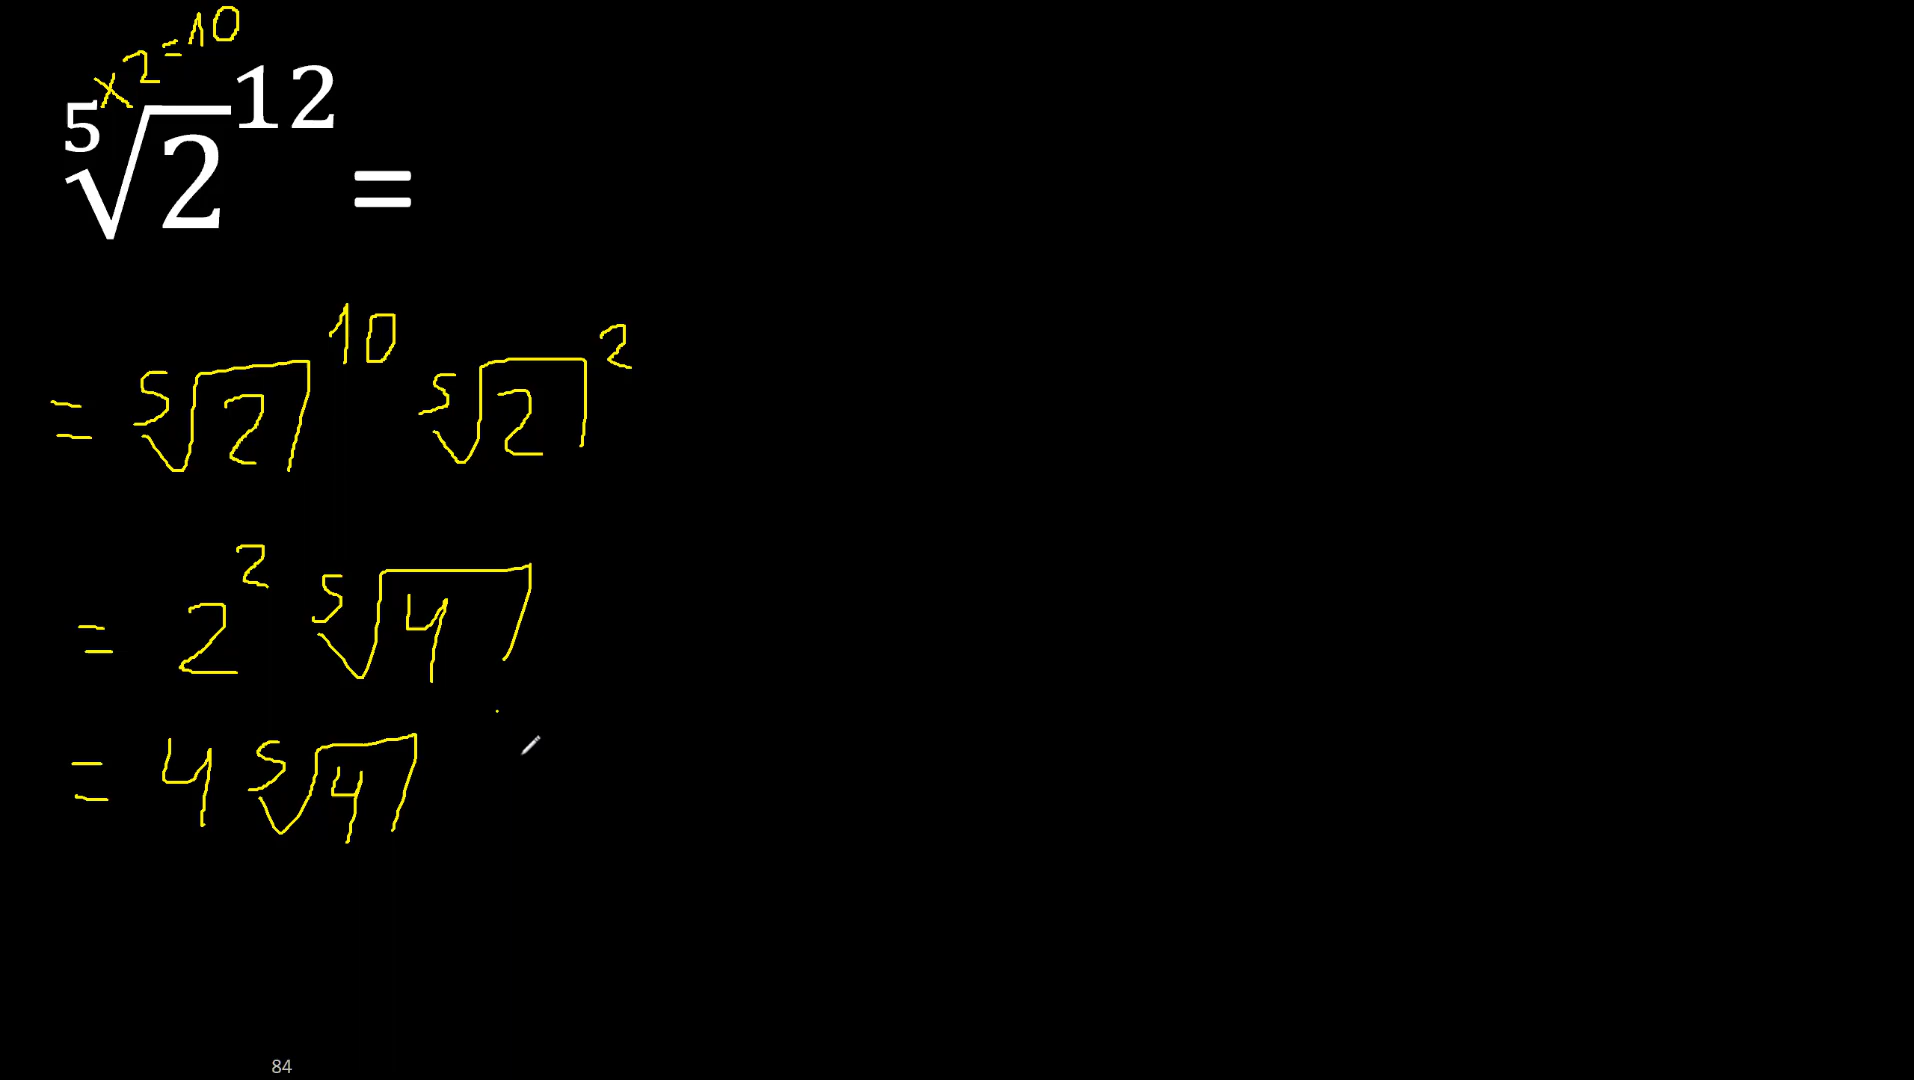 x2=10
⁵√2¹² =
= ⁵√2¹⁰ ⁵√2²
= 2² ⁵√4
= 4 ⁵√4
84